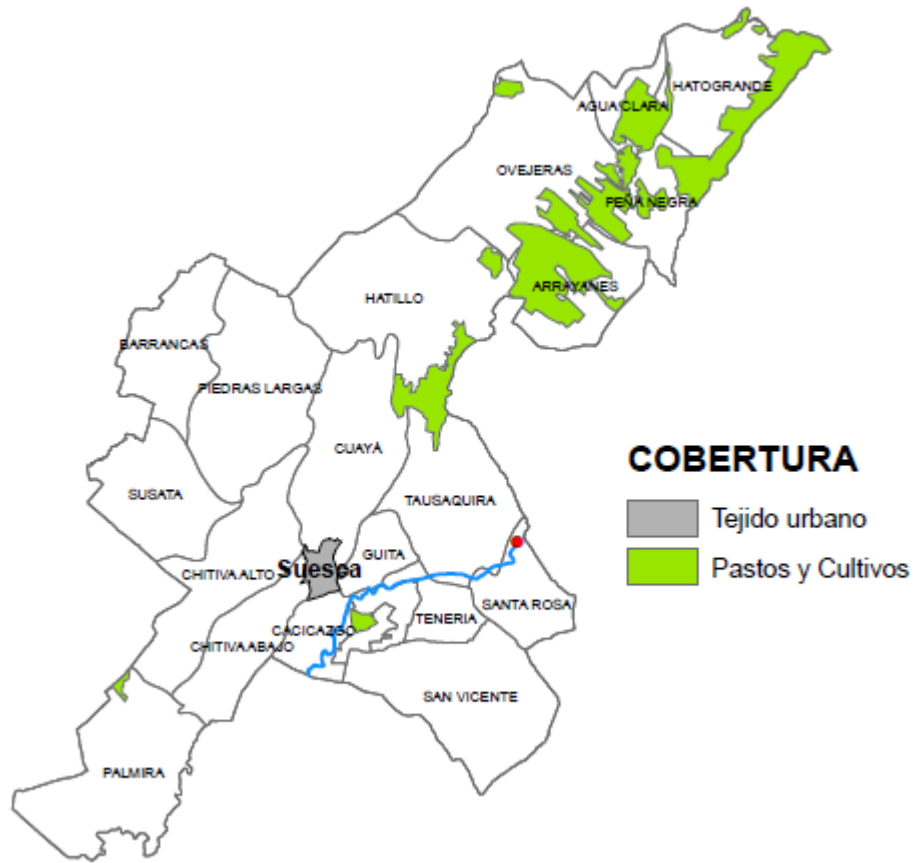 HATOGRANDE
AGUA CLARA
OVEJERAS
PEÑA NEGRA
ARRAYANES
HATILLO
BARRANCAS
PIEDRAS LARGAS
CUAYÁ
COBERTURA
SUSATA
TAUSAQUIRA
Tejido urbano
GUITA
Suesca
CHITIVA ALTO
Pastos y Cultivos
SANTA ROSA
TENERIA
CACICAZGO
CHITIVA ABAJO
SAN VICENTE
PALMIRA